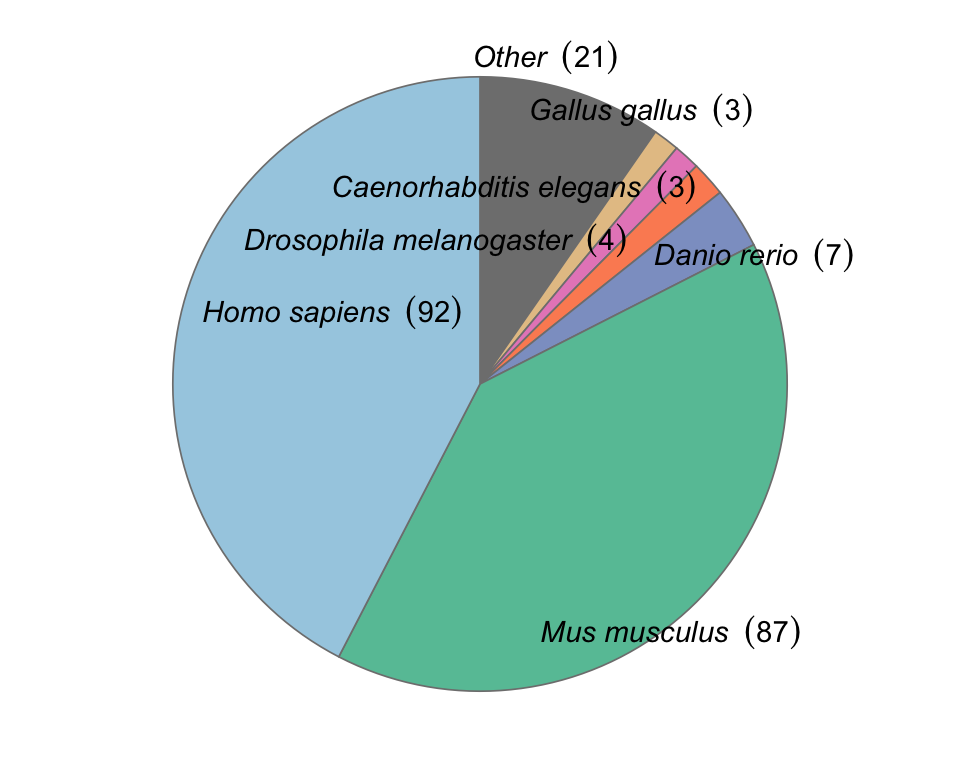 Other (21)
Gallus gallus (3)
Caenorhabditis elegans (3)
Drosophila melanogaster (4)
Danio rerio (7)
Homo sapiens (92)
Mus musculus (87)